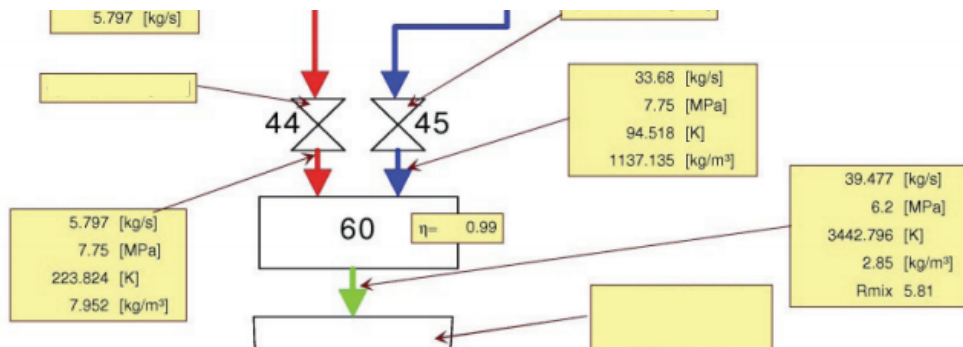 5.797 [kg/s]
44
45
33.68 [kg/s]
7.75 [MPa]
94.518 [K]
1137.135 [kg/m³]
39.477 [kg/s]
6.2 [MPa]
3442.796 [K]
2.85 [kg/m³]
Rmix 5.81
5.797 [kg/s]
7.75 [MPa]
223.824 [K]
7.952 [kg/m³]
60
η= 0.99